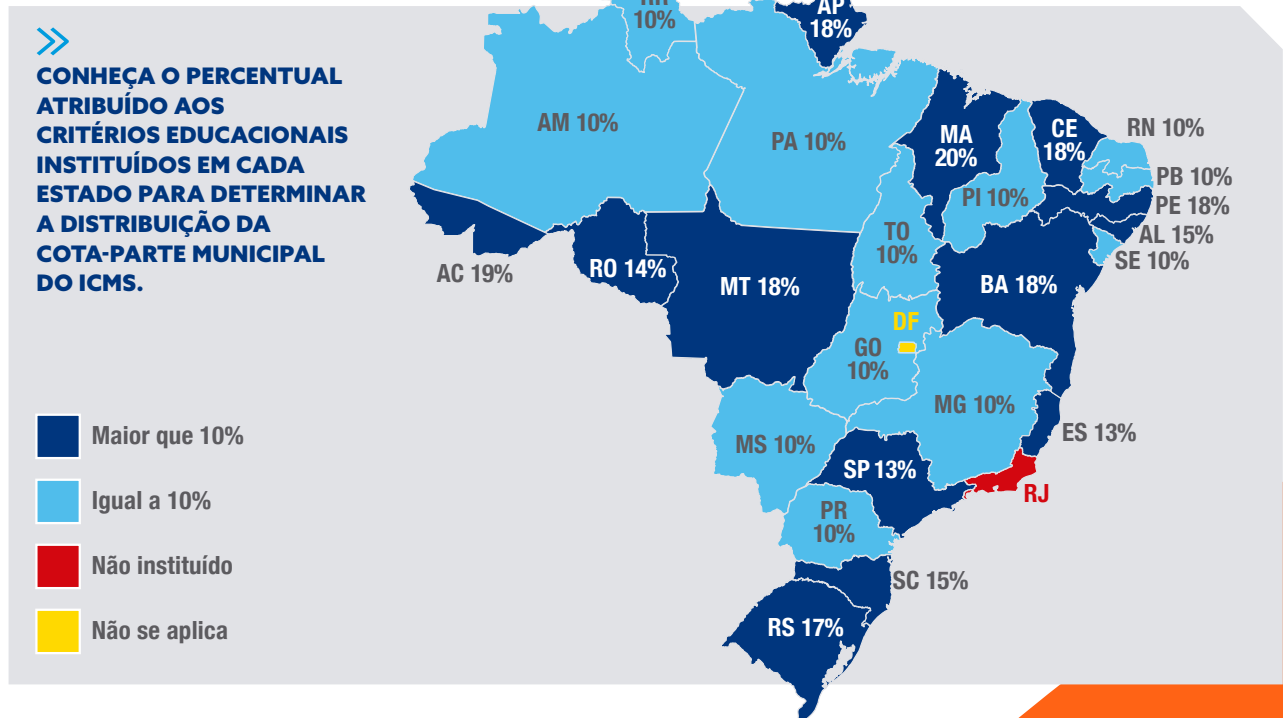 CONHEÇA O PERCENTUAL
ATRIBUÍDO AOS
CRITÉRIOS EDUCACIONAIS
INSTITUÍDOS EM CADA
ESTADO PARA DETERMINAR
A DISTRIBUIÇÃO DA
COTA-PARTE MUNICIPAL
DO ICMS.
Maior que 10%
Igual a 10%
Não instituído
Não se aplica
10%
AP
18%
AM 10%
PA 10%
MA
20%
CE
18%
RN 10%
PI 10%
PB 10%
PE 18%
AL 15%
SE 10%
TO
10%
AC 19%
RO 14%
MT 18%
BA 18%
DF
GO
10%
MG 10%
ES 13%
MS 10%
SP 13%
RJ
PR
10%
SC 15%
RS 17%